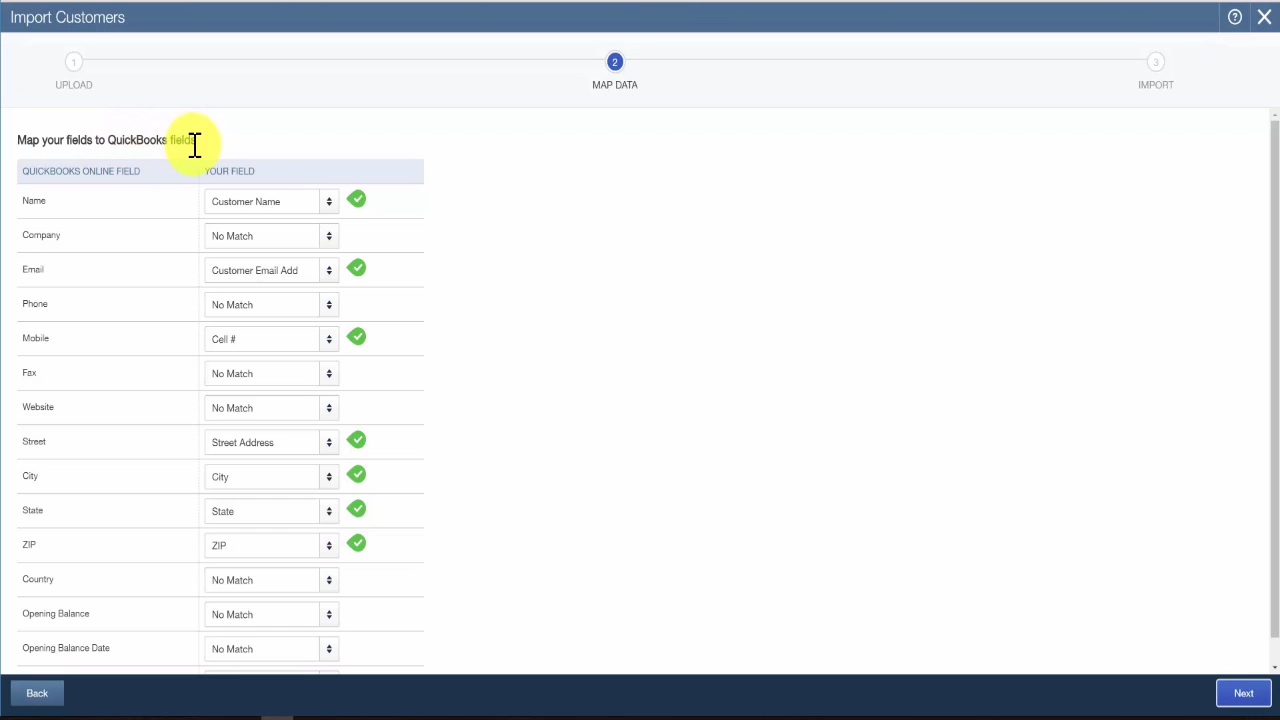 Import Customers
1
2
3
UPLOAD
MAP DATA
IMPORT
Map your fields to QuickBooks fields
QUICKBOOKS ONLINE FIELD YOUR FIELD
Name Customer Name
Company No Match
Email Customer Email Add
Phone No Match
Mobile Cell #
Fax No Match
Website No Match
Street Street Address
City City
State State
ZIP ZIP
Country No Match
Opening Balance No Match
Opening Balance Date No Match
Back
Next